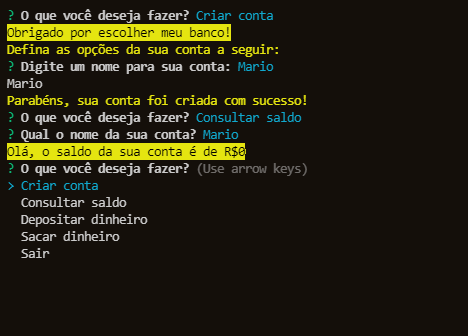 ? O que você deseja fazer? Criar conta
Obrigado por escolher meu banco!
Defina as opções da sua conta a seguir:
? Digite um nome para sua conta: Mario
Mario
Parabéns, sua conta foi criada com sucesso!
? O que você deseja fazer? Consultar saldo
? Qual o nome da sua conta? Mario
Olá, o saldo da sua conta é de R$0
? O que você deseja fazer? (Use arrow keys)
> Criar conta
Consultar saldo
Depositar dinheiro
Sacar dinheiro
Sair